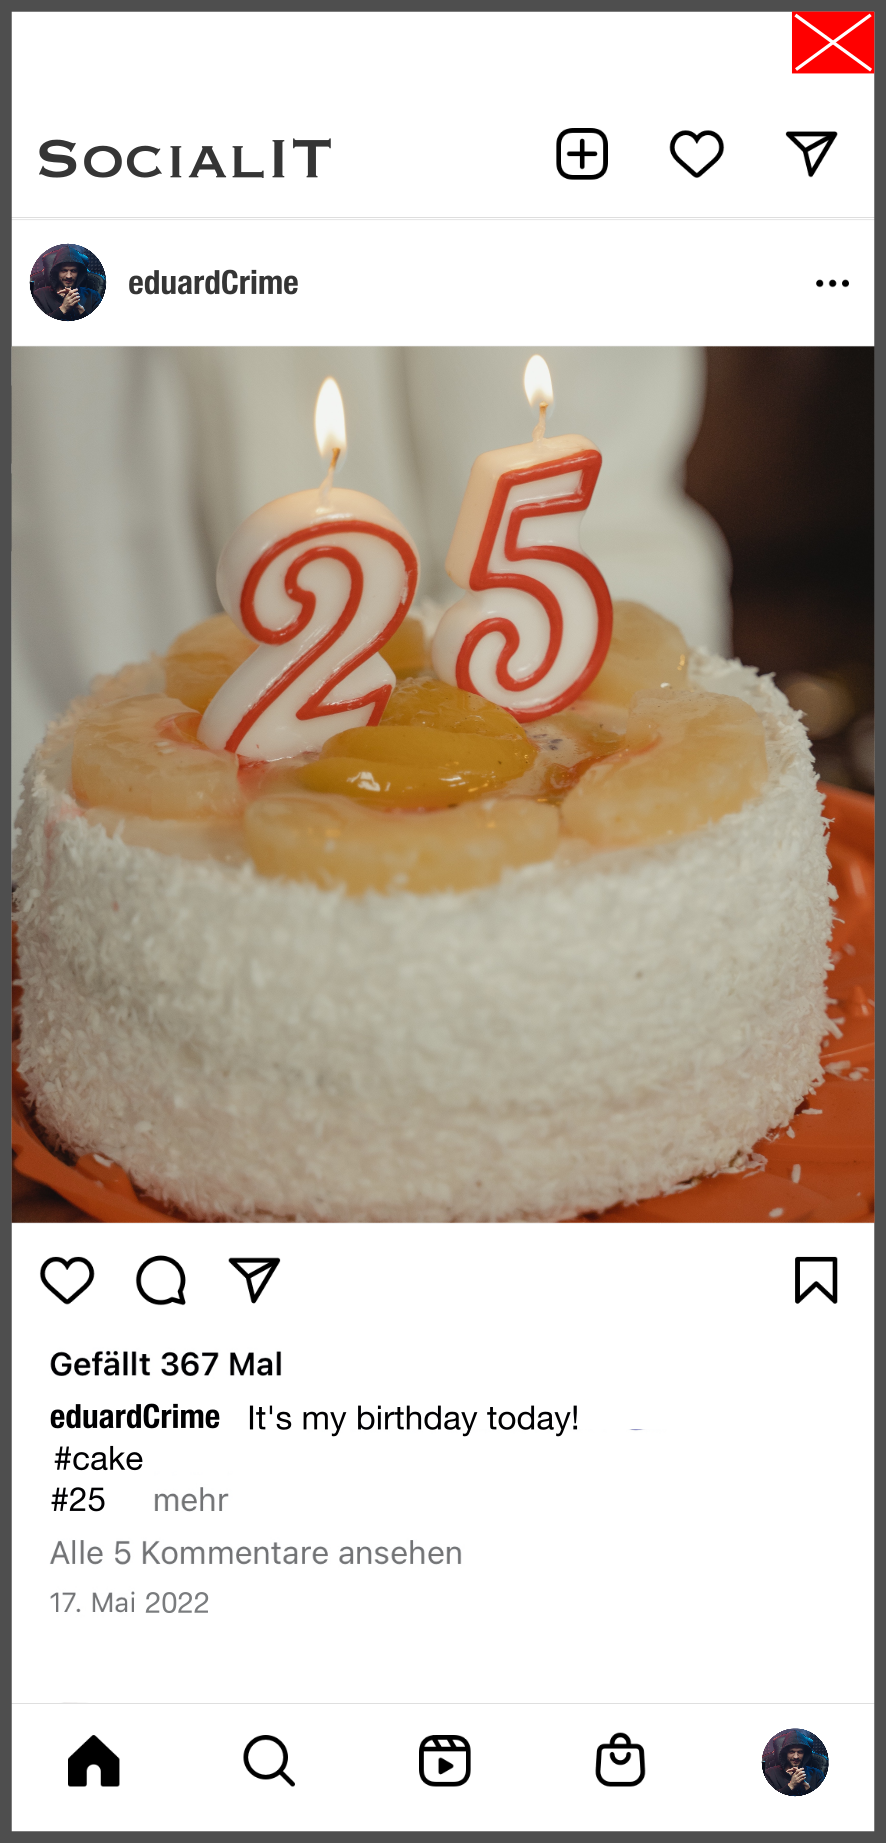 SOCIALIT
eduardCrime
25
Gefällt 367 Mal
eduardCrime It's my birthday today!
#cake
#25 mehr
Alle 5 Kommentare ansehen
17. Mai 2022